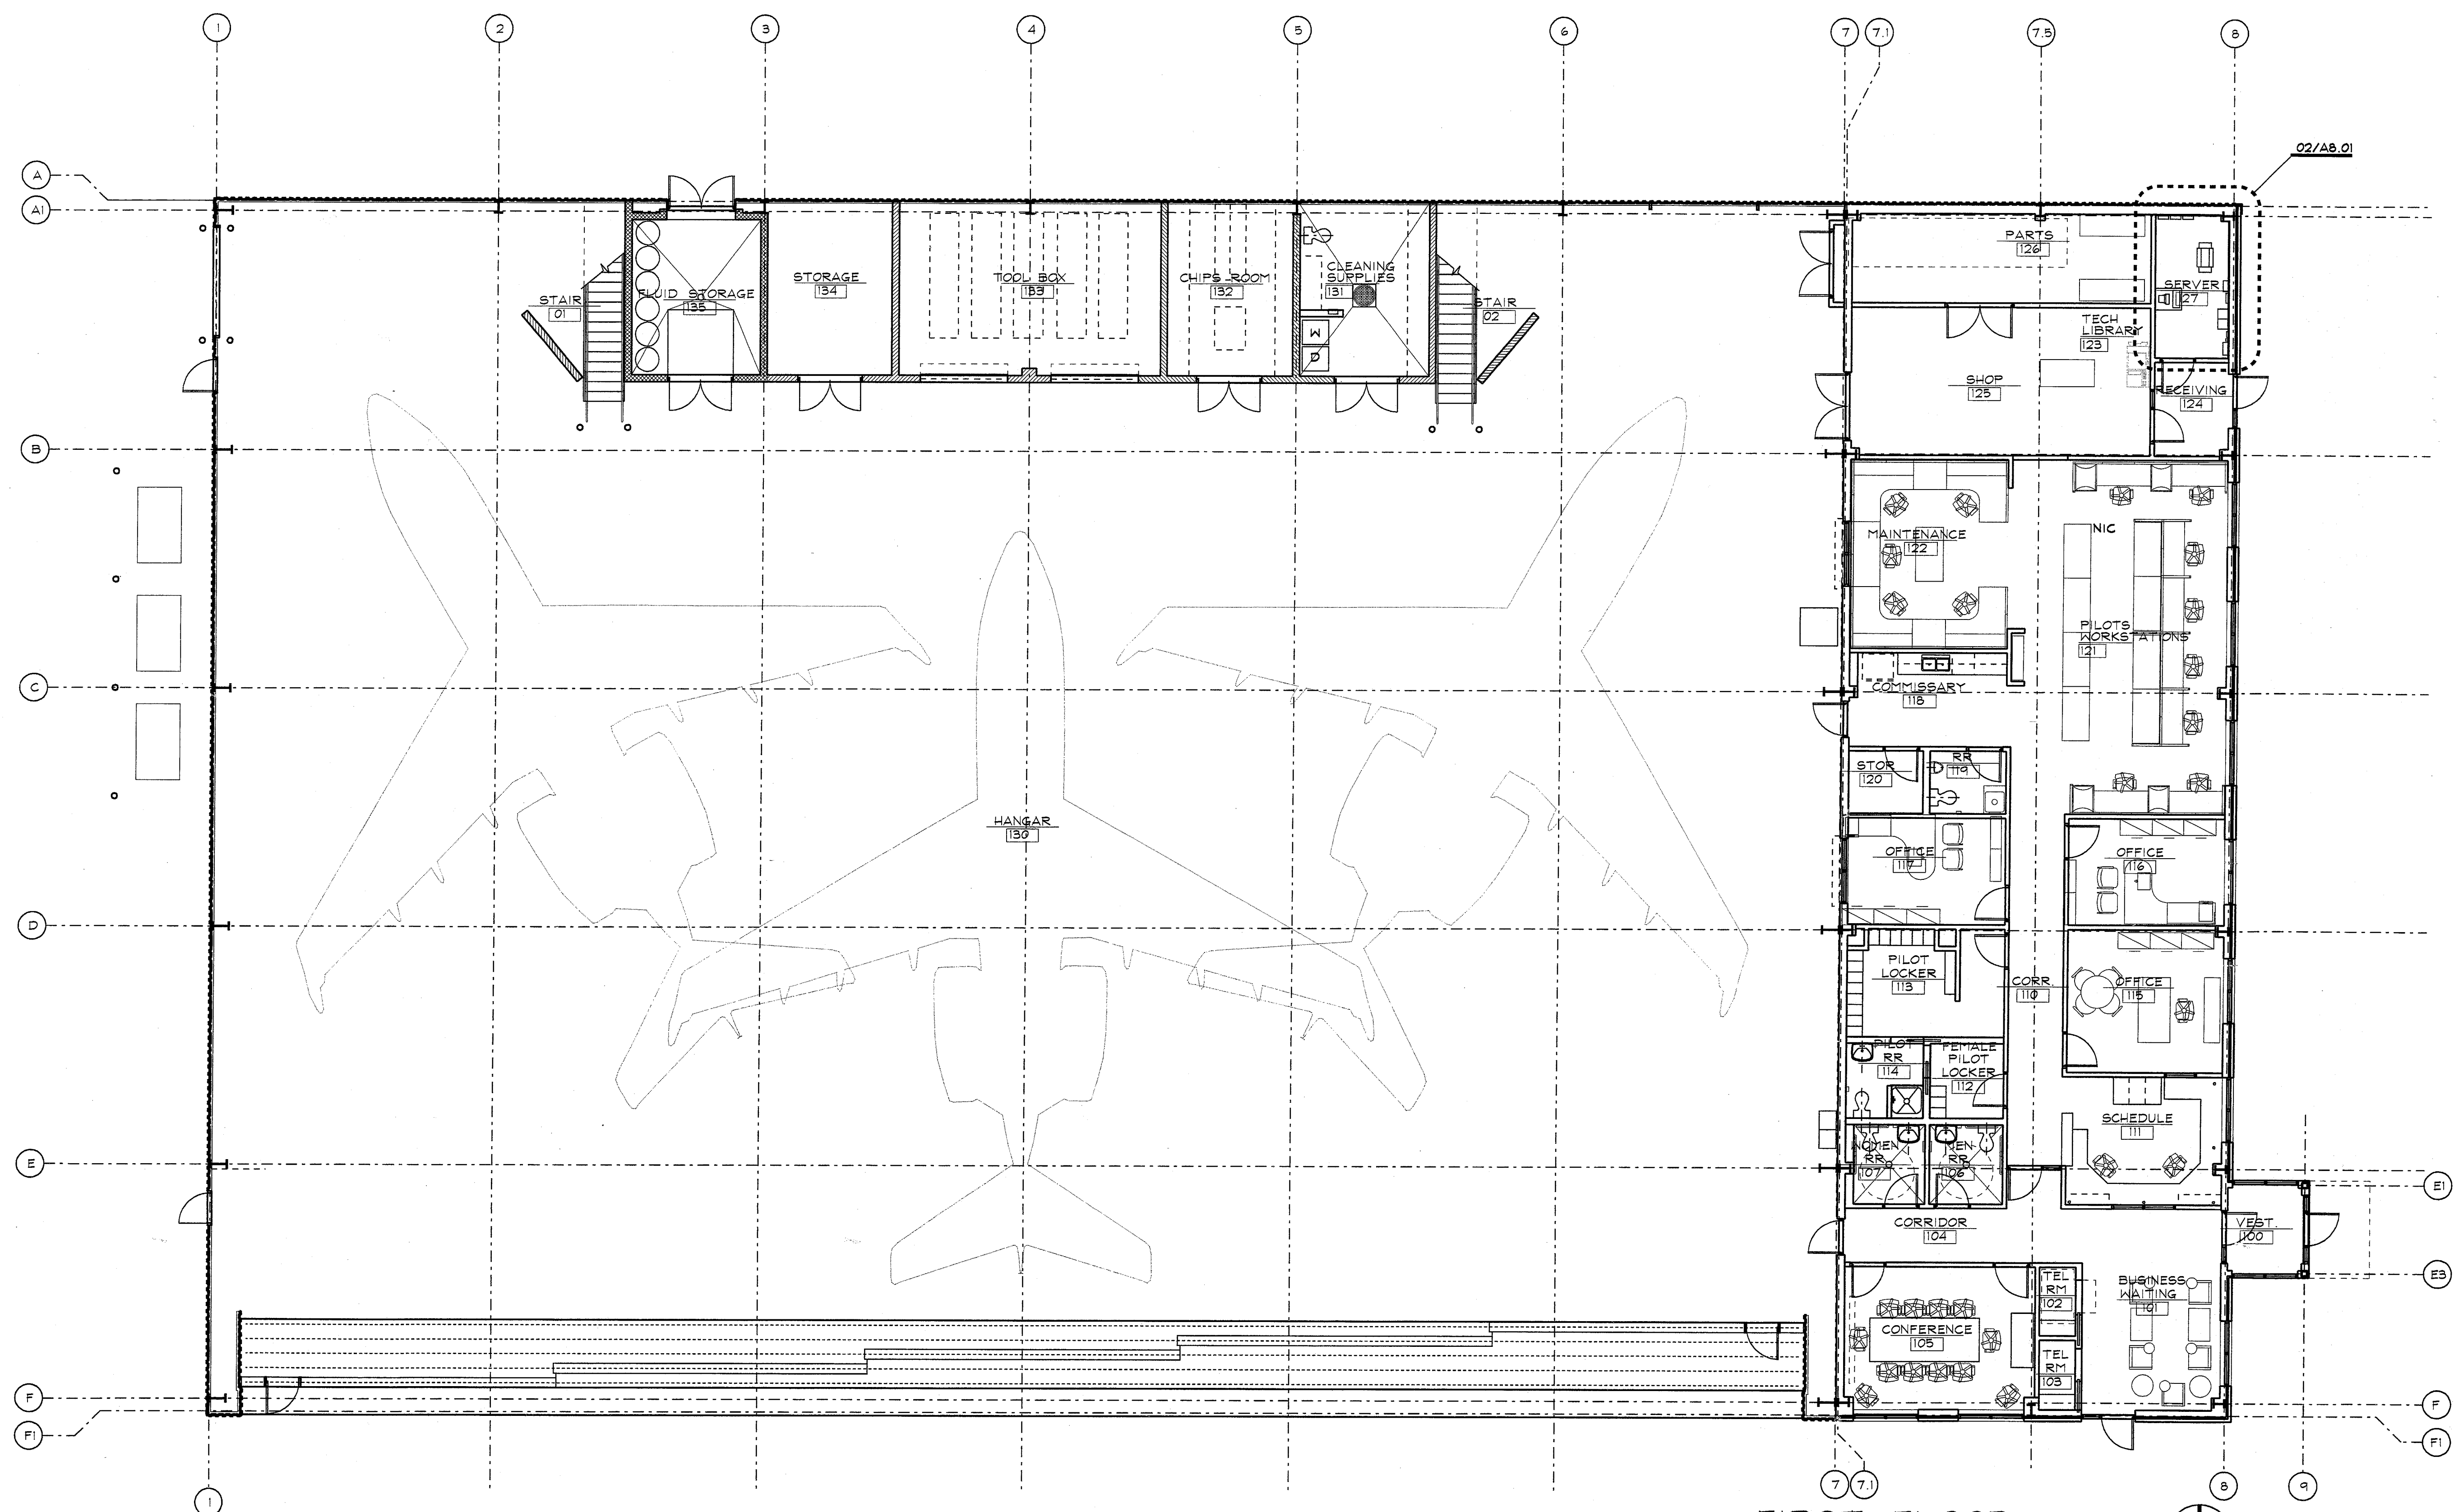 1 2 3 4 5 6 7 7.1 7.5 8
02/A8.01
A
A1
PARTS
126
STORAGE
134
TOOL BOX
133
CHIPS ROOM
132
CLEANING
SUPPLIES
131
FLUID STORAGE
135
STAIR
01
STAIR
02
SERVER
127
TECH
LIBRARY
123
W
D
SHOP
125
RECEIVING
124
B
NIC
MAINTENANCE
122
PILOTS
WORKSTATIONS
121
C
COMMISSARY
118
STOR
120
RR
119
HANGAR
130
OFFICE
117
OFFICE
116
D
PILOT
LOCKER
113
CORR.
110
OFFICE
115
PILOT
RR
114
FEMALE
PILOT
LOCKER
112
SCHEDULE
111
E
WOMEN
RR
107
MEN
RR
106
E1
CORRIDOR
104
VEST.
100
E3
TEL
RM
102
BUSINESS
WAITING
101
CONFERENCE
105
TEL
RM
103
F
F
F1
F1
1 7 7.1 8 9
FIRST FLOOR